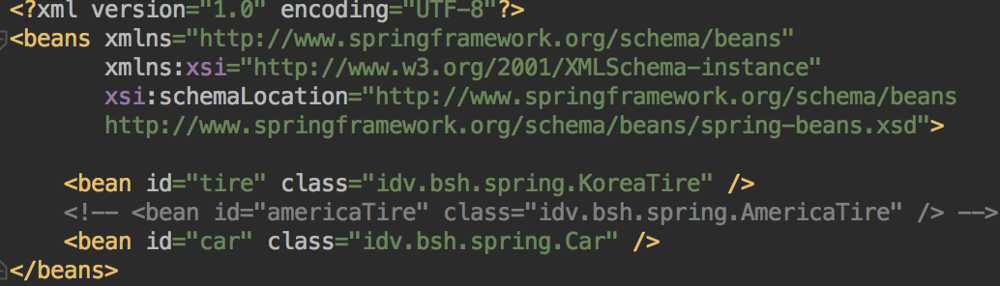 <?xml version="1.0" encoding="UTF-8"?>
<beans xmlns="http://www.springframework.org/schema/beans"
xmlns:xsi="http://www.w3.org/2001/XMLSchema-instance"
xsi:schemaLocation="http://www.springframework.org/schema/beans
http://www.springframework.org/schema/beans/spring-beans.xsd">
<bean id="tire" class="idv.bsh.spring.KoreaTire" />
<!-- <bean id="americaTire" class="idv.bsh.spring.AmericaTire" /> -->
<bean id="car" class="idv.bsh.spring.Car" />
</beans>